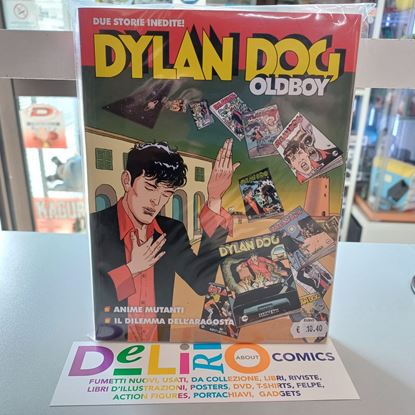 DUE STORIE INEDITE!
DYLAN DOG
OLDBOY
DYLAN DOG
ANIME MUTANTI
IL DILEMMA DELL'ARAGOSTA
€ 10.40
DeLiRIO ABOUT COMICS
FUMETTI NUOVI, USATI, DA COLLEZIONE, LIBRI, RIVISTE,
LIBRI D'ILLUSTRAZIONI, POSTERS, DVD, T-SHIRTS, FELPE,
ACTION FIGURES, PORTACHIAVI, GADGETS